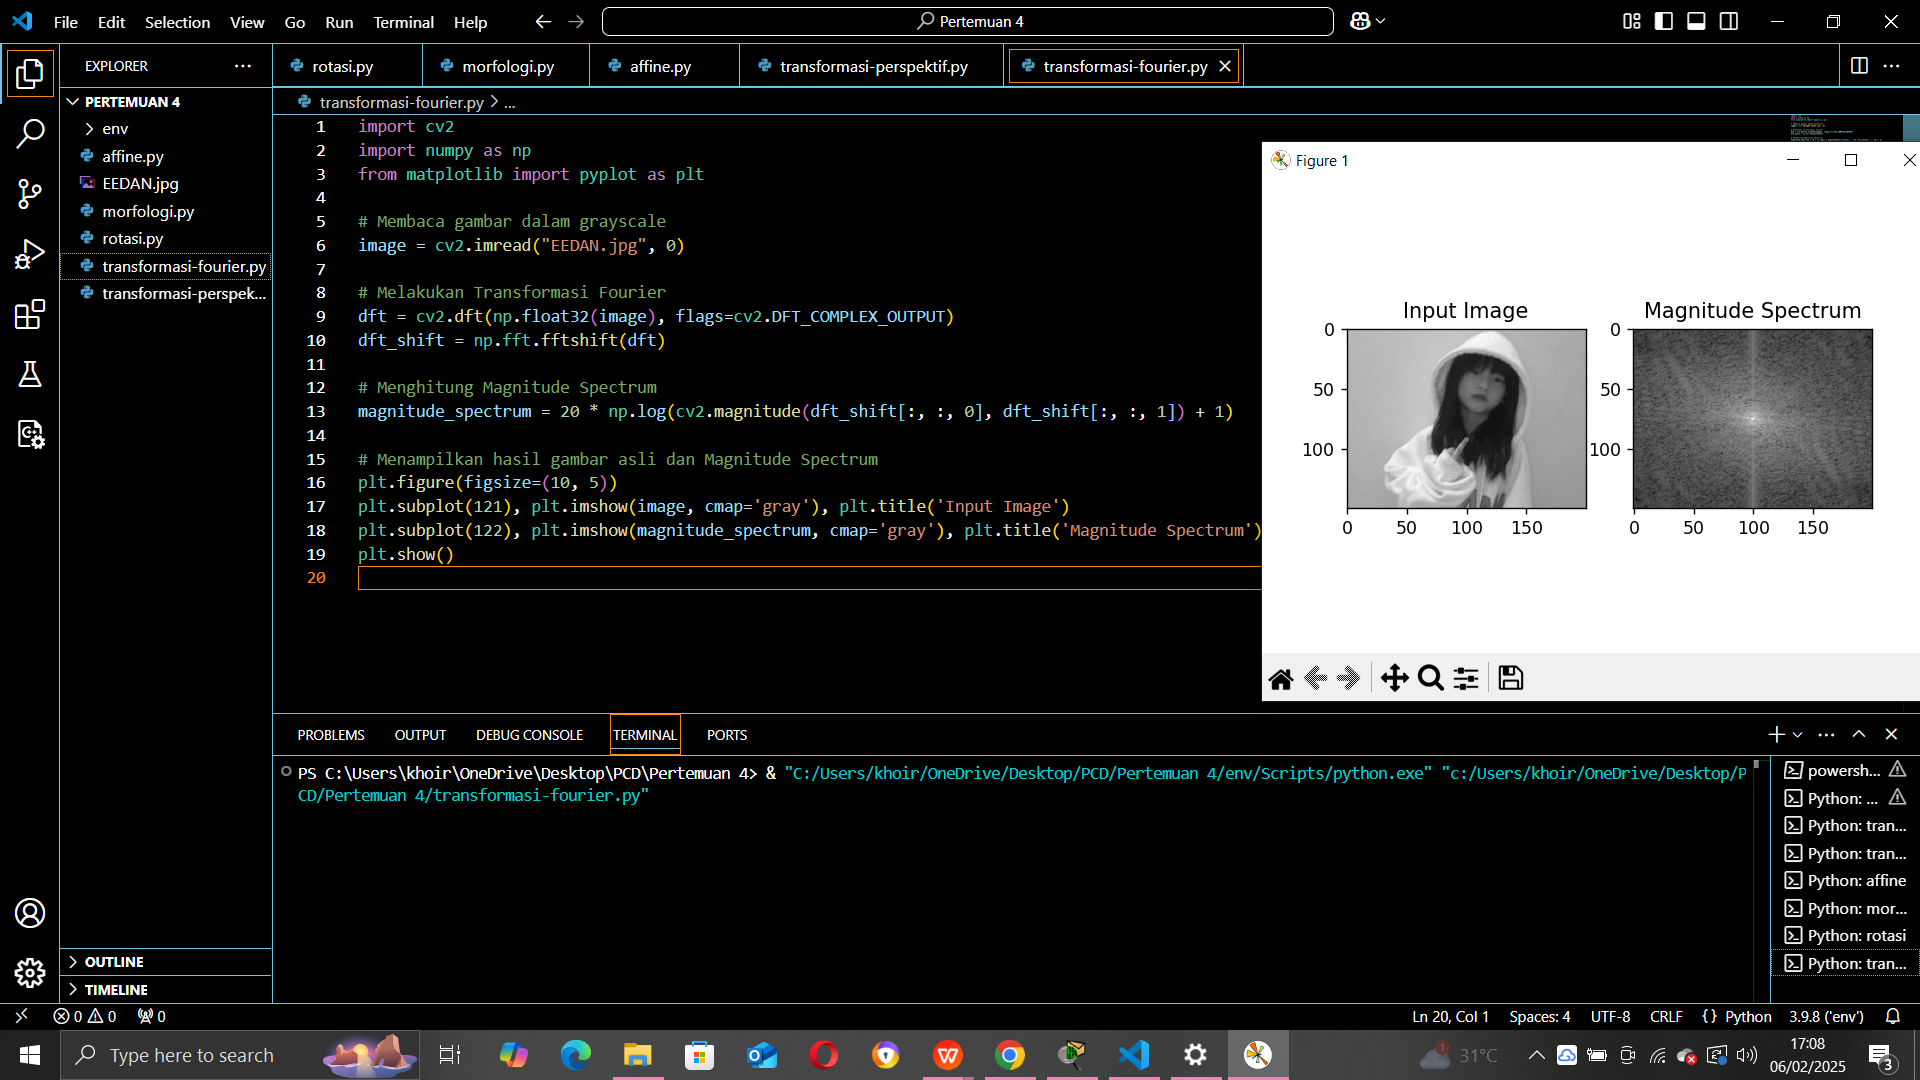 File Edit Selection View Go Run Terminal Help
Pertemuan 4
EXPLORER
rotasi.py
morfologi.py
affine.py
transformasi-perspektif.py
transformasi-fourier.py
PERTEMUAN 4
env
affine.py
EEDAN.jpg
morfologi.py
rotasi.py
transformasi-fourier.py
transformasi-perspek...
OUTLINE
TIMELINE
transformasi-fourier.py > ...
1 import cv2
2 import numpy as np
3 from matplotlib import pyplot as plt
4
5 # Membaca gambar dalam grayscale
6 image = cv2.imread("EEDAN.jpg", 0)
7
8 # Melakukan Transformasi Fourier
9 dft = cv2.dft(np.float32(image), flags=cv2.DFT_COMPLEX_OUTPUT)
10 dft_shift = np.fft.fftshift(dft)
11
12 # Menghitung Magnitude Spectrum
13 magnitude_spectrum = 20 * np.log(cv2.magnitude(dft_shift[:, :, 0], dft_shift[:, :, 1]) + 1)
14
15 # Menampilkan hasil gambar asli dan Magnitude Spectrum
16 plt.figure(figsize=(10, 5))
17 plt.subplot(121), plt.imshow(image, cmap='gray'), plt.title('Input Image')
18 plt.subplot(122), plt.imshow(magnitude_spectrum, cmap='gray'), plt.title('Magnitude Spectrum')
19 plt.show()
20
Figure 1
Input Image
0
50
100
0 50 100 150
Magnitude Spectrum
0
50
100
0 50 100 150
PROBLEMS OUTPUT DEBUG CONSOLE TERMINAL PORTS
PS C:\Users\khoir\OneDrive\Desktop\PCD\Pertemuan 4> & "C:/Users/khoir/OneDrive/Desktop/PCD/Pertemuan 4/env/Scripts/python.exe" "c:/Users/khoir/OneDrive/Desktop/P
CD/Pertemuan 4/transformasi-fourier.py"
powersh...
Python: ...
Python: tran...
Python: tran...
Python: affine
Python: mor...
Python: rotasi
Python: tran...
0 0 0
Ln 20, Col 1 Spaces: 4 UTF-8 CRLF {} Python 3.9.8 ('env')
Type here to search
1
31°C
17:08
06/02/2025
3